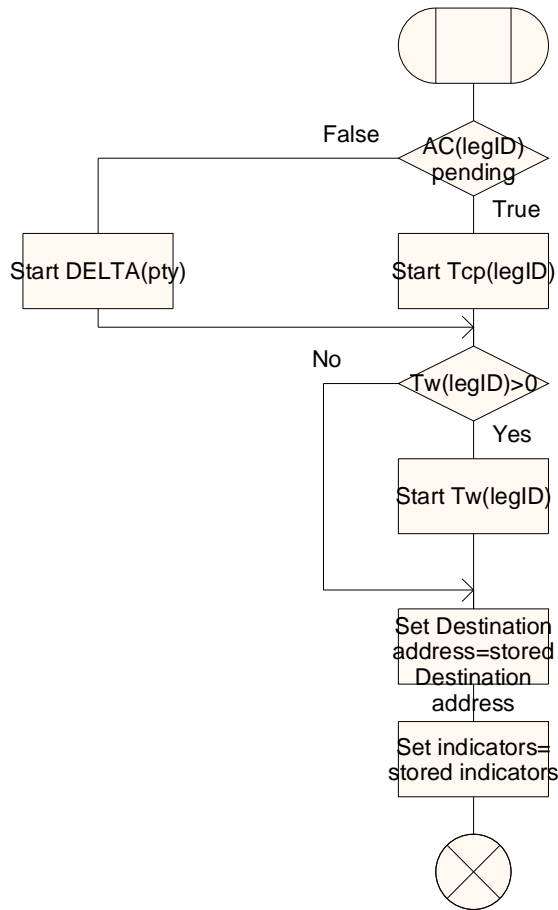 False
AC(legID)
pending
True
Start DELTA(pty)
Start Tcp(legID)
No
Tw(legID)>0
Yes
Start Tw(legID)
Set Destination
address=stored
Destination
address
Set indicators=
stored indicators